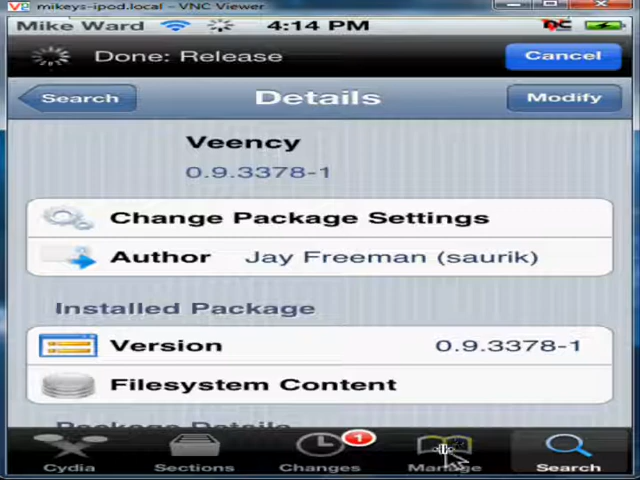 mikeys-ipod.local - VNC Viewer
Mike Ward 4:14 PM
Done: Release Cancel
Search Details Modify
Veency
0.9.3378-1
Change Package Settings
Author Jay Freeman (saurik)
Installed Package
Version 0.9.3378-1
Filesystem Content
Package Details
1
Cydia Sections Changes Manage Search